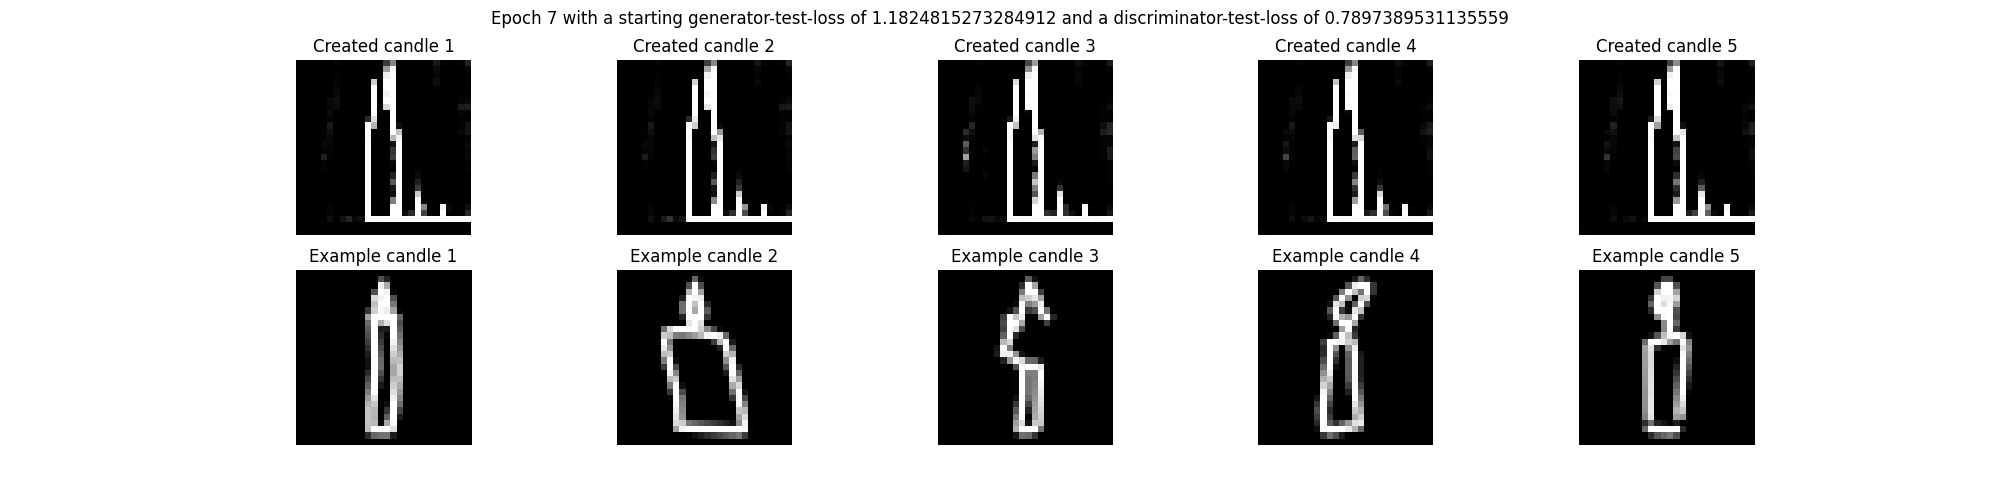 Epoch 7 with a starting generator-test-loss of 1.1824815273284912 and a discriminator-test-loss of 0.7897389531135559
Created candle 1
Created candle 2
Created candle 3
Created candle 4
Created candle 5
Example candle 1
Example candle 2
Example candle 3
Example candle 4
Example candle 5